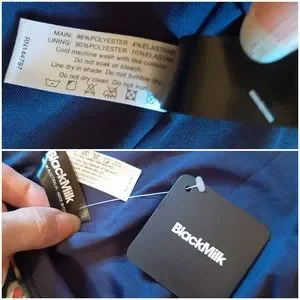 RN144797
MAIN: 96%POLYESTER 4%ELASTANE
LINING: 90%POLYESTER 10%ELASTANE
Cold machine wash with like colours
Do not soak or bleach.
Line dry in shade. Do not tumble dry.
Do not dry clean. Do not iron.
BlackMilk
BlackMilk